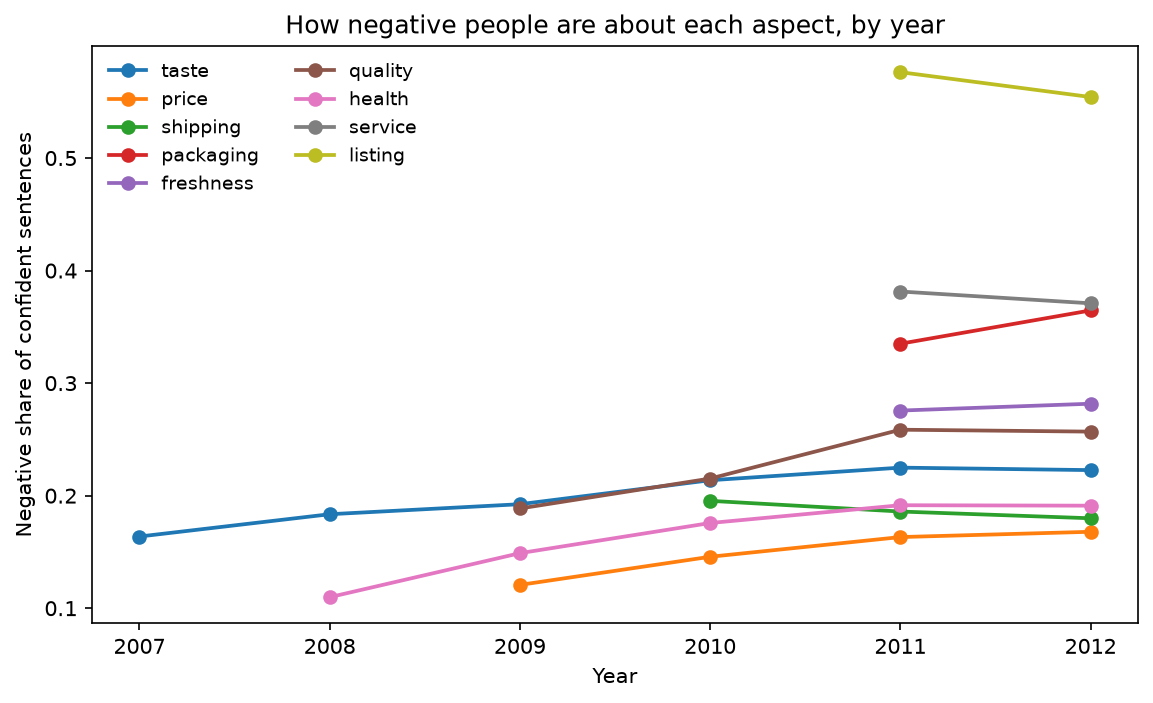 How negative people are about each aspect, by year
taste
price
shipping
packaging
freshness
quality
health
service
listing
Negative share of confident sentences
0.5
0.4
0.3
0.2
0.1
2007 2008 2009 2010 2011 2012
Year